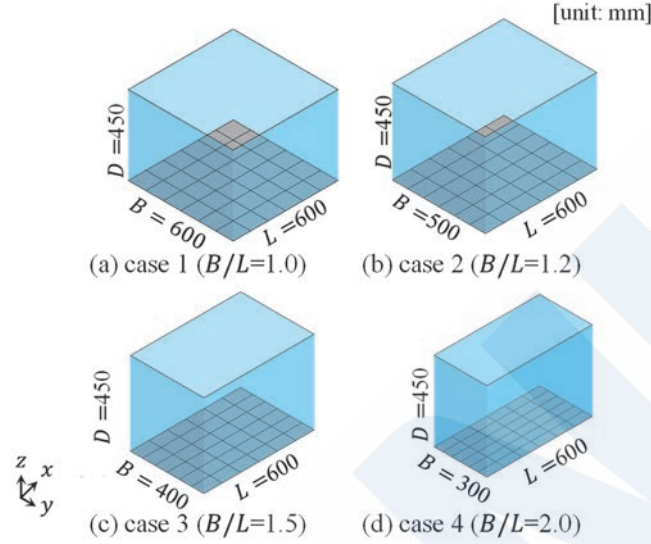 [unit: mm]
D =450
B = 600
L =600
(a) case 1 (B/L=1.0)
D =450
B =500
L =600
(b) case 2 (B/L=1.2)
D =450
B = 400
L =600
(c) case 3 (B/L=1.5)
D =450
B = 300
L =600
(d) case 4 (B/L=2.0)
z
x
y